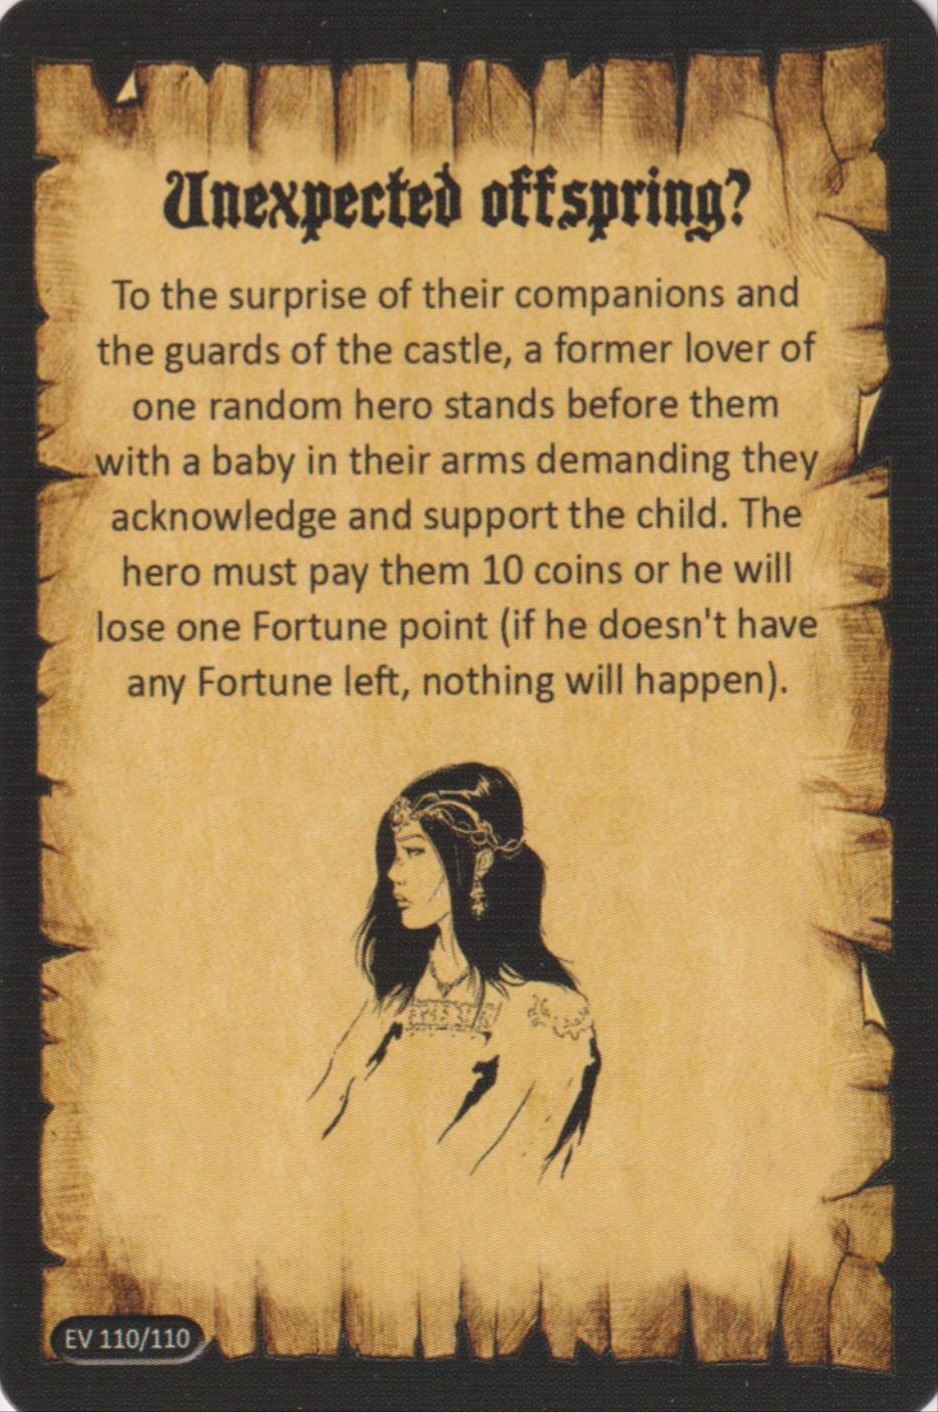 Unexpected offspring?
To the surprise of their companions and
the guards of the castle, a former lover of
one random hero stands before them
with a baby in their arms demanding they
acknowledge and support the child. The
hero must pay them 10 coins or he will
lose one Fortune point (if he doesn't have
any Fortune left, nothing will happen).
EV 110/110